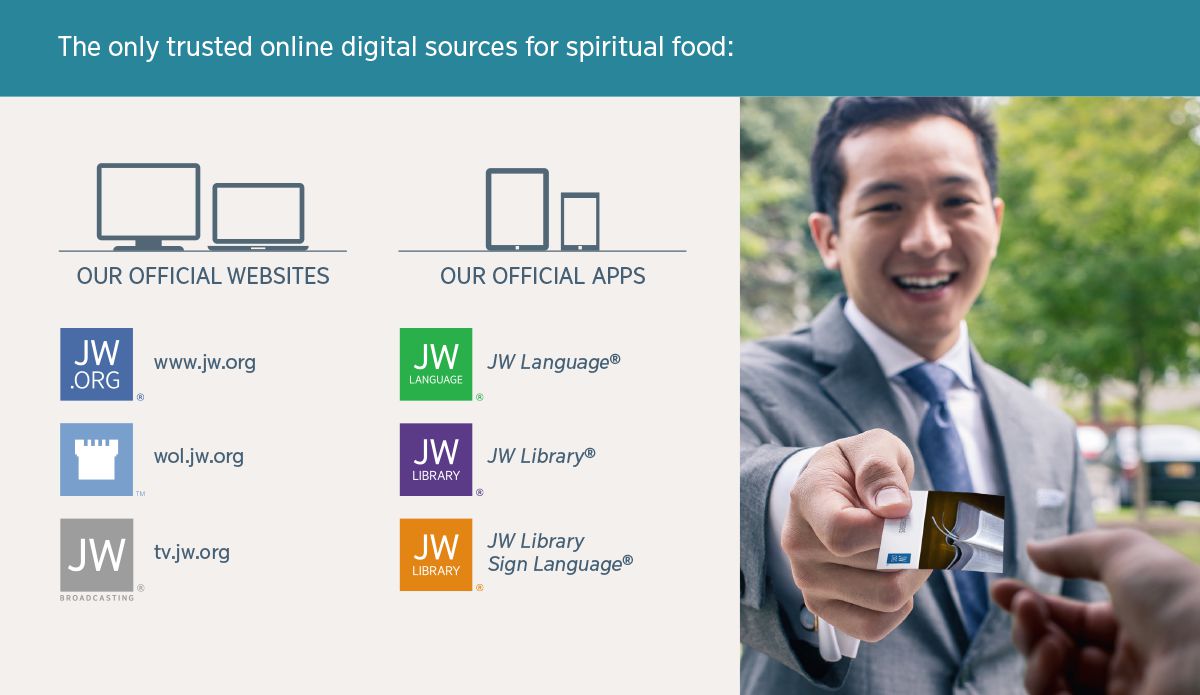 The only trusted online digital sources for spiritual food:
OUR OFFICIAL WEBSITES
JW
.ORG
®
www.jw.org
™
wol.jw.org
JW
®
BROADCASTING
tv.jw.org
OUR OFFICIAL APPS
JW
LANGUAGE
®
JW Language®
JW
LIBRARY
®
JW Library®
JW
LIBRARY
®
JW Library
Sign Language®